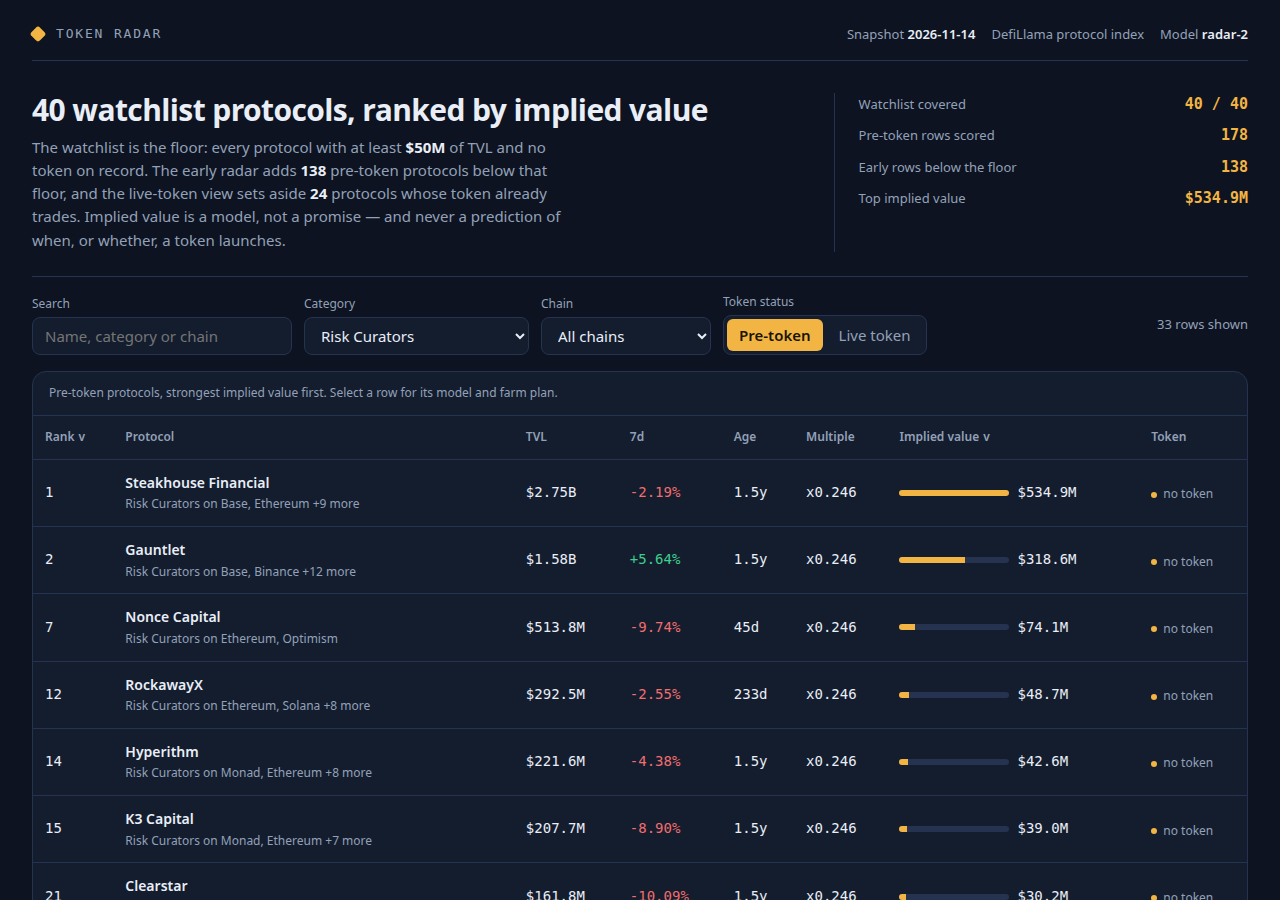 TOKEN RADAR
Snapshot 2026-11-14 DefiLlama protocol index Model radar-2
40 watchlist protocols, ranked by implied value
The watchlist is the floor: every protocol with at least $50M of TVL and no
token on record. The early radar adds 138 pre-token protocols below that
floor, and the live-token view sets aside 24 protocols whose token already
trades. Implied value is a model, not a promise — and never a prediction of
when, or whether, a token launches.
Watchlist covered 40 / 40
Pre-token rows scored 178
Early rows below the floor 138
Top implied value $534.9M
Search Category Chain Token status
Name, category or chain Risk Curators All chains Pre-token Live token
33 rows shown
Pre-token protocols, strongest implied value first. Select a row for its model and farm plan.
Rank v Protocol TVL 7d Age Multiple Implied value v Token
1 Steakhouse Financial $2.75B -2.19% 1.5y x0.246 $534.9M no token
Risk Curators on Base, Ethereum +9 more
2 Gauntlet $1.58B +5.64% 1.5y x0.246 $318.6M no token
Risk Curators on Base, Binance +12 more
7 Nonce Capital $513.8M -9.74% 45d x0.246 $74.1M no token
Risk Curators on Ethereum, Optimism
12 RockawayX $292.5M -2.55% 233d x0.246 $48.7M no token
Risk Curators on Ethereum, Solana +8 more
14 Hyperithm $221.6M -4.38% 1.5y x0.246 $42.6M no token
Risk Curators on Monad, Ethereum +8 more
15 K3 Capital $207.7M -8.90% 1.5y x0.246 $39.0M no token
Risk Curators on Monad, Ethereum +7 more
21 Clearstar $161.8M -10.09% 1.5y x0.246 $30.2M no token